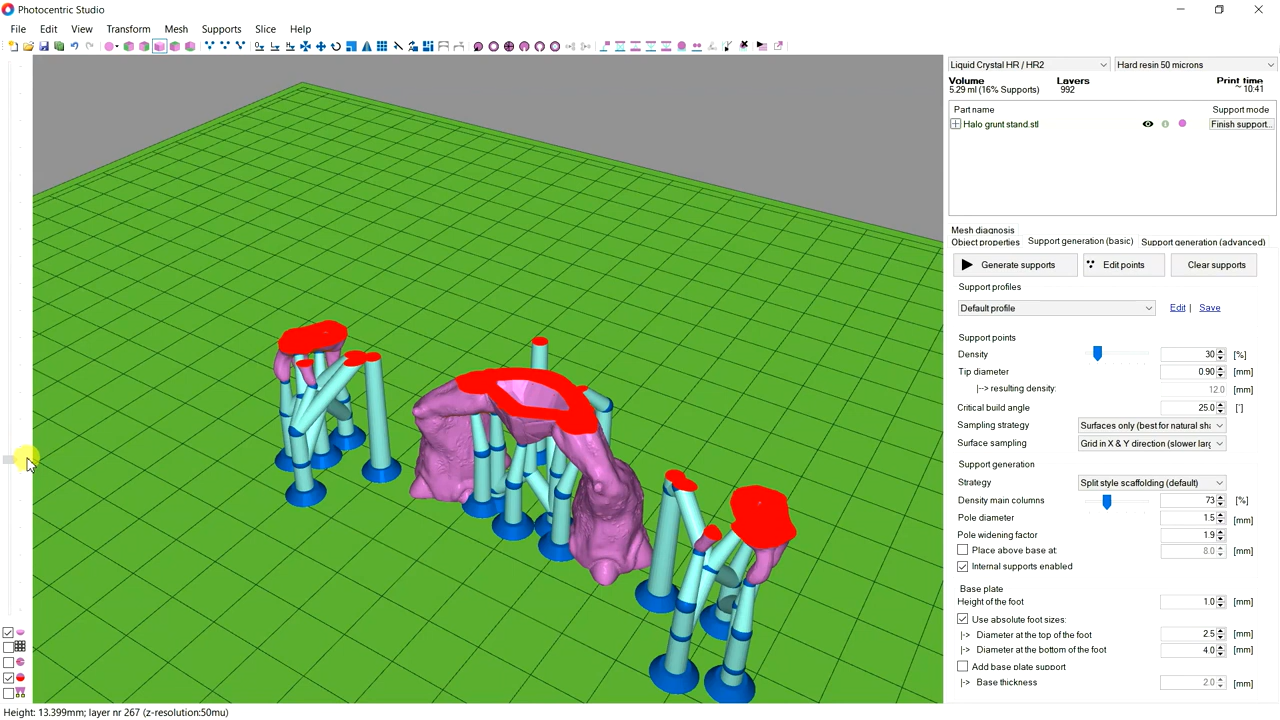 Photocentric Studio
File Edit View Transform Mesh Supports Slice Help
Liquid Crystal HR / HR2 Hard resin 50 microns
Volume Layers Print time
5.29 ml (16% Supports) 992 ~ 10:41
Part name Support mode
Halo grunt stand.stl Finish support...
Mesh diagnosis
Object properties Support generation (basic) Support generation (advanced)
Generate supports Edit points Clear supports
Support profiles
Default profile Edit | Save
Support points
Density 30 [%]
Tip diameter 0.90 [mm]
|--> resulting density: 12.0 [mm]
Critical build angle 25.0 [°]
Sampling strategy Surfaces only (best for natural sha
Surface sampling Grid in X & Y direction (slower larg
Support generation
Strategy Split style scaffolding (default)
Density main columns 73 [%]
Pole diameter 1.5 [mm]
Pole widening factor 1.9 [mm]
Place above base at 8.0 [mm]
Internal supports enabled
Base plate
Height of the foot 1.0 [mm]
Use absolute foot sizes:
|-> Diameter at the top of the foot 2.5 [mm]
|-> Diameter at the bottom of the foot 4.0 [mm]
Add base plate support
|-> Base thickness 2.0 [mm]
Height: 13.399mm; layer nr 267 (z-resolution:50mu)